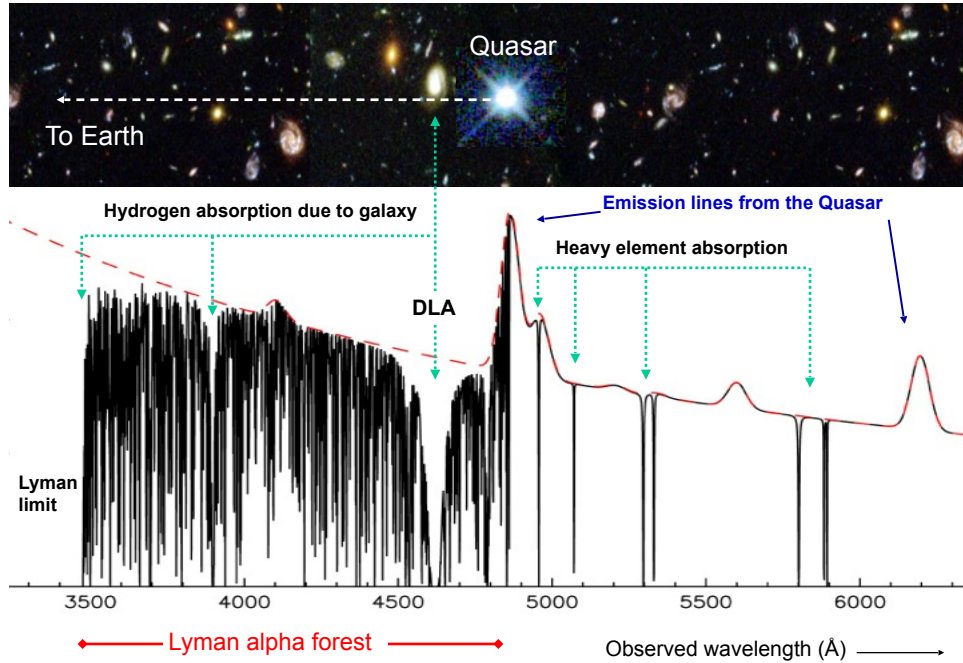 Quasar
To Earth
Hydrogen absorption due to galaxy
Emission lines from the Quasar
Heavy element absorption
DLA
Lyman
limit
3500 4000 4500 5000 5500 6000
Lyman alpha forest
Observed wavelength (Å)